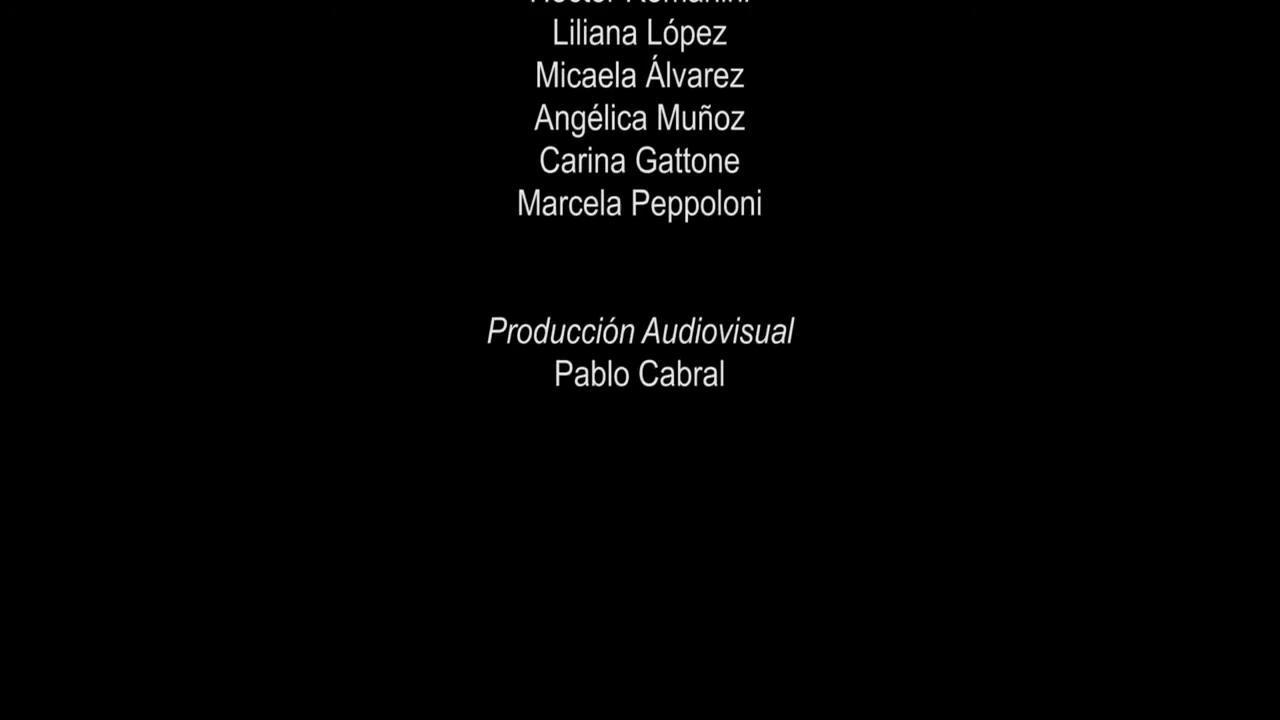 Liliana López
Micaela Álvarez
Angélica Muñoz
Carina Gattone
Marcela Peppoloni
Producción Audiovisual
Pablo Cabral